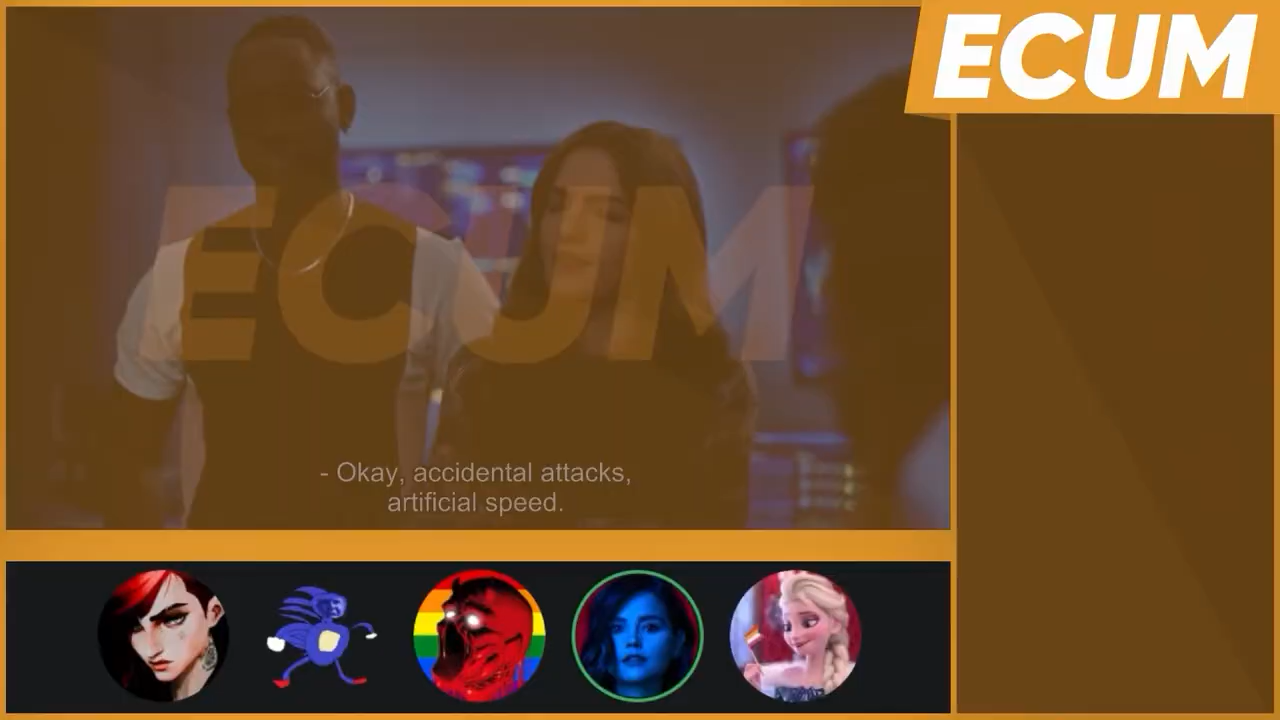 ECUM
ECUM
- Okay, accidental attacks,
artificial speed.